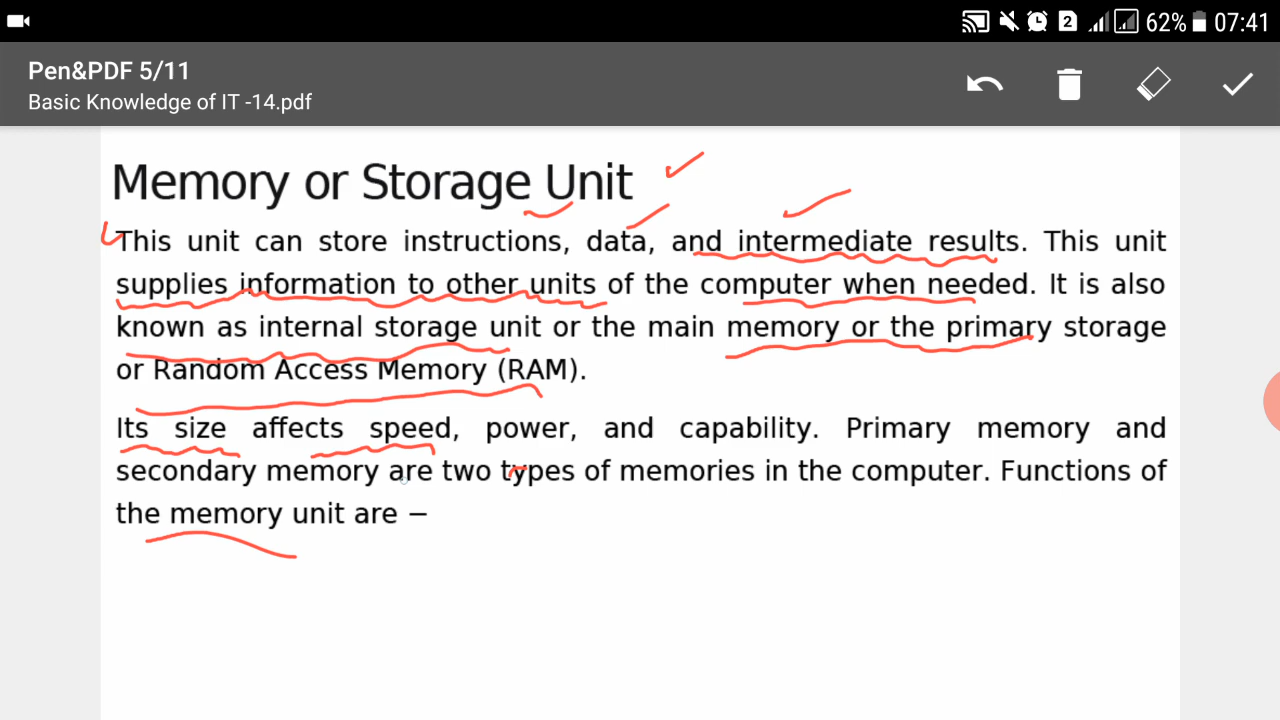 62% 07:41
Pen&PDF 5/11
Basic Knowledge of IT -14.pdf
Memory or Storage Unit
This unit can store instructions, data, and intermediate results. This unit
supplies information to other units of the computer when needed. It is also
known as internal storage unit or the main memory or the primary storage
or Random Access Memory (RAM).
Its size affects speed, power, and capability. Primary memory and
secondary memory are two types of memories in the computer. Functions of
the memory unit are –